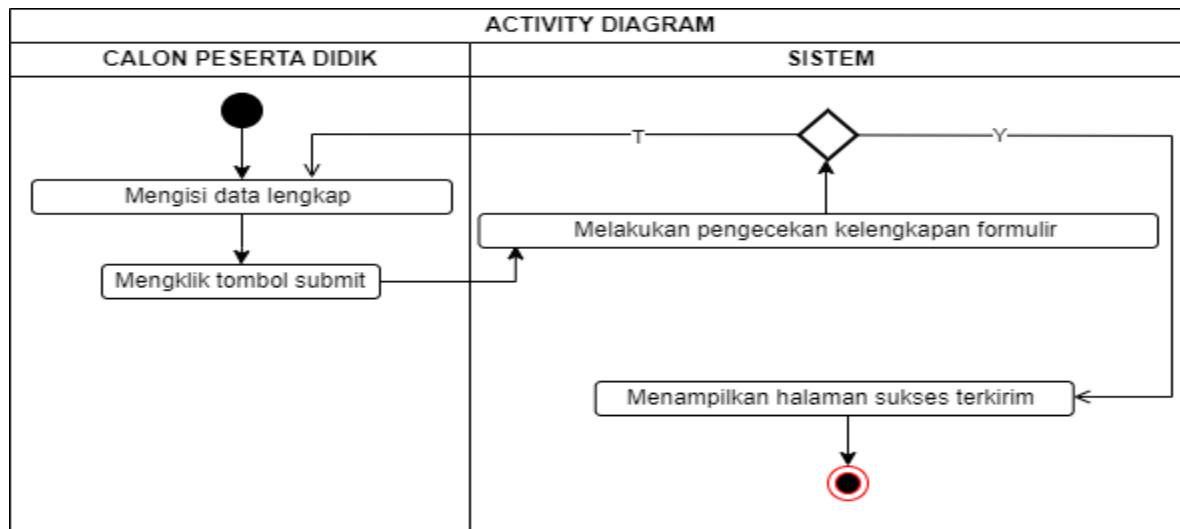 ACTIVITY DIAGRAM
CALON PESERTA DIDIK
SISTEM
T
Y
Mengisi data lengkap
Melakukan pengecekan kelengkapan formulir
Mengklik tombol submit
Menampilkan halaman sukses terkirim